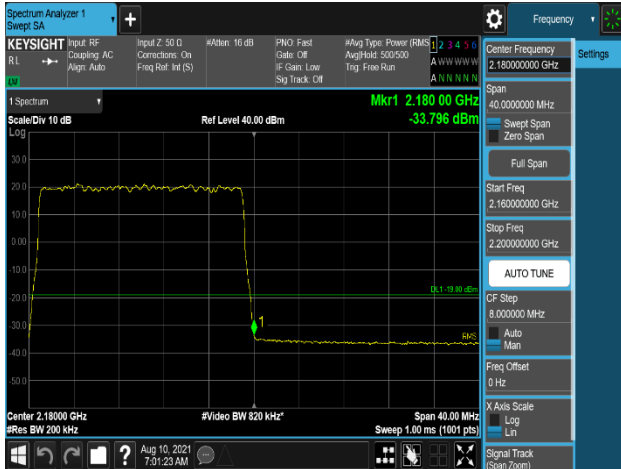 Spectrum Analyzer 1
Swept SA
+
Frequency
KEYSIGHT
R L
LV
Input: RF
Coupling: AC
Align: Auto
Input Z: 50 Ω
Corrections: On
Freq Ref: Int (S)
#Atten: 16 dB
PNO: Fast
Gate: Off
IF Gain: Low
Sig Track: Off
#Avg Type: Power (RMS
Avg|Hold: 500/500
Trig: Free Run
1 2 3 4 5 6
A W W W W W
A N N N N N
1 Spectrum
Scale/Div 10 dB
Log
Ref Level 40.00 dBm
Mkr1 2.180 00 GHz
-33.796 dBm
30.0
20.0
10.0
0.00
-10.0
DL1 -19.00 dBm
-20.0
1
-30.0
RMS
-40.0
-50.0
Center 2.18000 GHz
#Res BW 200 kHz
#Video BW 820 kHz*
Span 40.00 MHz
Sweep 1.00 ms (1001 pts)
?
Aug 10, 2021
7:01:23 AM
Center Frequency
2.180000000 GHz
Span
40.0000000 MHz
Swept Span
Zero Span
Full Span
Start Freq
2.160000000 GHz
Stop Freq
2.200000000 GHz
AUTO TUNE
CF Step
8.000000 MHz
Auto
Man
Freq Offset
0 Hz
X Axis Scale
Log
Lin
Signal Track
(Span Zoom)
Settings